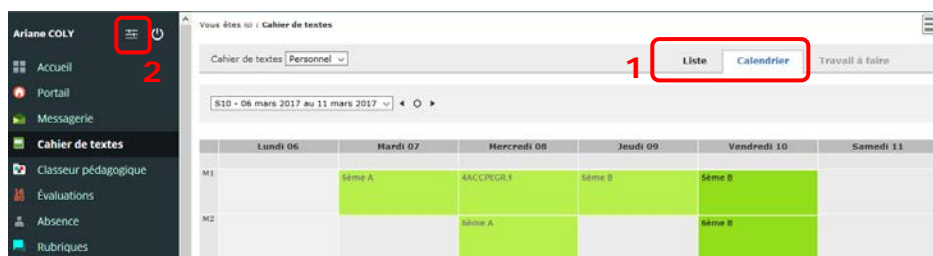 Ariane COLY
2
Accueil
Portail
Messagerie
Cahier de textes
Classeur pédagogique
Évaluations
Absence
Rubriques
Vous êtes ici : Cahier de textes
Cahier de textes Personnel
1
Liste Calendrier Travail à faire
S10 - 06 mars 2017 au 11 mars 2017
Lundi 06 Mardi 07 Mercredi 08 Jeudi 09 Vendredi 10 Samedi 11
M1 5ème A 4ACCPEGR.1 5ème B 5ème B
M2 5ème A 6ème B